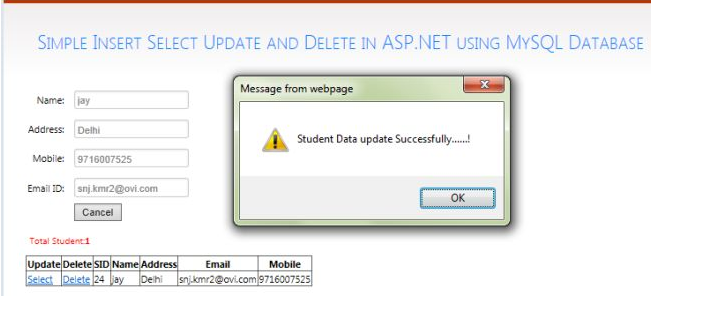 SIMPLE INSERT SELECT UPDATE AND DELETE IN ASP.NET USING MYSQL DATABASE
Message from webpage
Student Data update Successfully......!
OK
Name: jay
Address: Delhi
Mobile: 9716007525
Email ID: snj.kmr2@ovi.com
Cancel
Total Student:1
Update Delete SID Name Address Email Mobile
Select Delete 24 jay Delhi snj.kmr2@ovi.com 9716007525